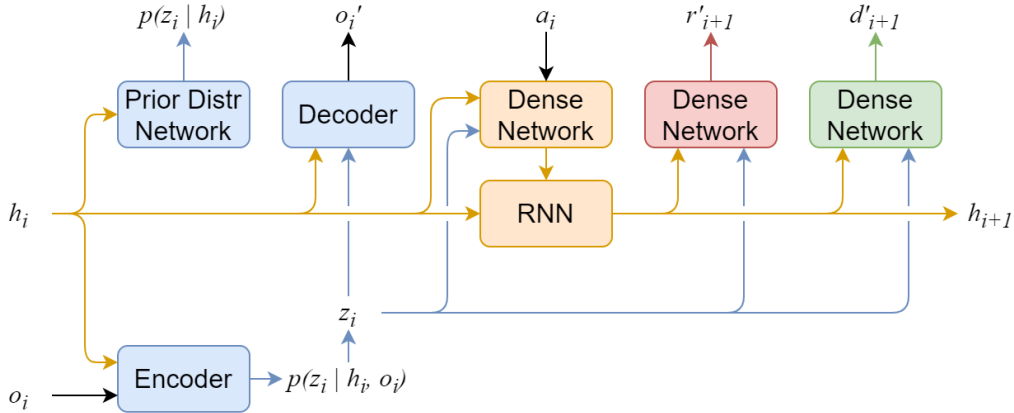 p(z_i | h_i)
o_i'
a_i
r'_{i+1}
d'_{i+1}
Prior Distr
Network
Decoder
Dense
Network
Dense
Network
Dense
Network
h_i
RNN
h_{i+1}
z_i
Encoder
p(z_i | h_i, o_i)
o_i